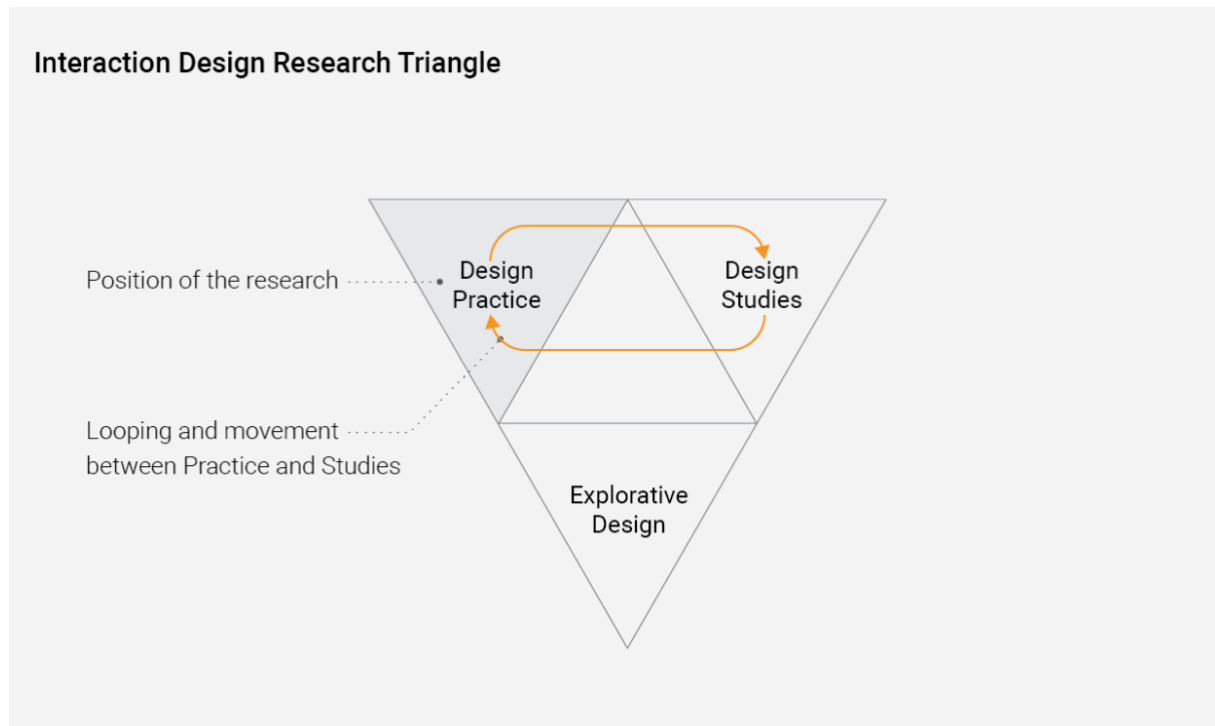 Interaction Design Research Triangle
Position of the research
Design
Practice
Design
Studies
Looping and movement
between Practice and Studies
Explorative
Design